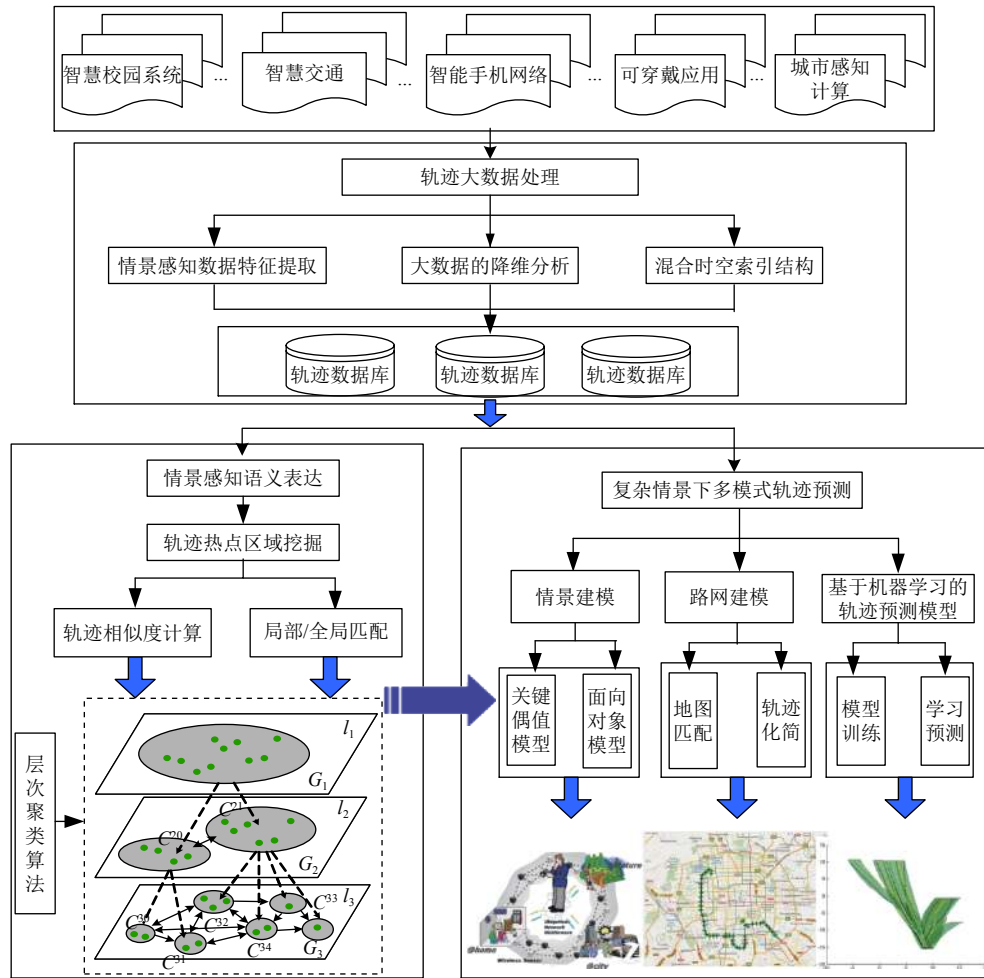 智慧校园系统
...
智慧交通
...
智能手机网络
...
可穿戴应用
...
城市感知
计算
轨迹大数据处理
情景感知数据特征提取
大数据的降维分析
混合时空索引结构
轨迹数据库
轨迹数据库
轨迹数据库
情景感知语义表达
轨迹热点区域挖掘
轨迹相似度计算
局部/全局匹配
层次聚类算法
l1
G1
l2
C21
C20
G2
l3
C33
C30
C32
C34
C31
G3
复杂情景下多模式轨迹预测
情景建模
路网建模
基于机器学习的
轨迹预测模型
关键
偶值
模型
面向
对象
模型
地图
匹配
轨迹
化简
模型
训练
学习
预测